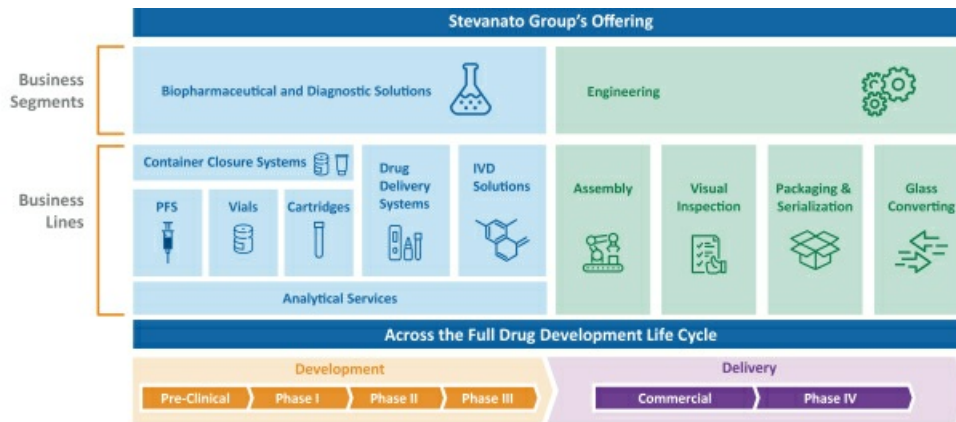 Stevanato Group's Offering
Business
Segments
Biopharmaceutical and Diagnostic Solutions
Engineering
Business
Lines
Container Closure Systems
PFS
Vials
Cartridges
Drug
Delivery
Systems
IVD
Solutions
Analytical Services
Assembly
Visual
Inspection
Packaging &
Serialization
Glass
Converting
Across the Full Drug Development Life Cycle
Development
Pre-Clinical
Phase I
Phase II
Phase III
Delivery
Commercial
Phase IV